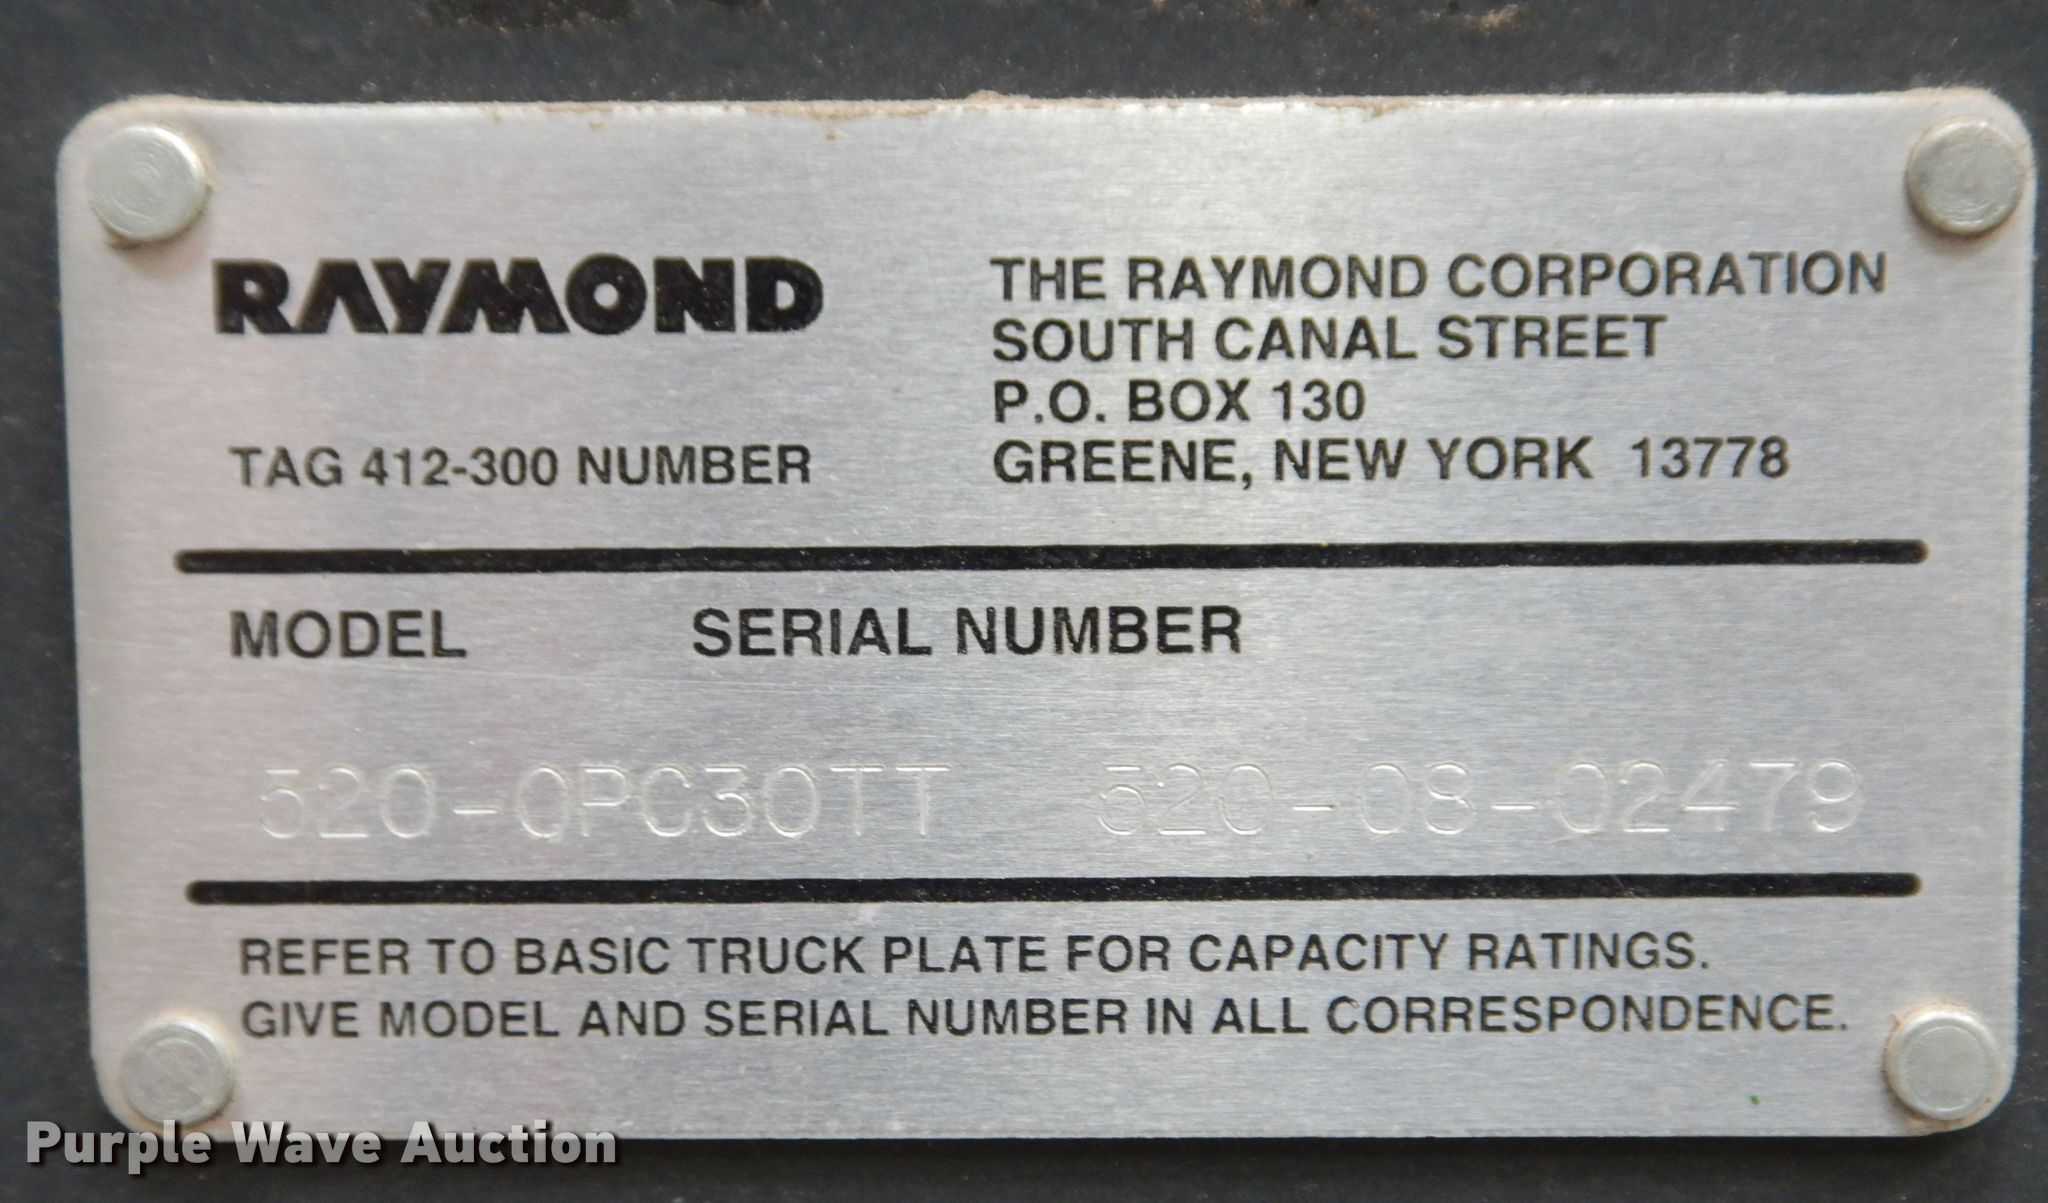 RAYMOND
TAG 412-300 NUMBER
THE RAYMOND CORPORATION
SOUTH CANAL STREET
P.O. BOX 130
GREENE, NEW YORK 13778
MODEL SERIAL NUMBER
520-OPC30TT 520-08-02479
REFER TO BASIC TRUCK PLATE FOR CAPACITY RATINGS.
GIVE MODEL AND SERIAL NUMBER IN ALL CORRESPONDENCE.
Purple Wave Auction